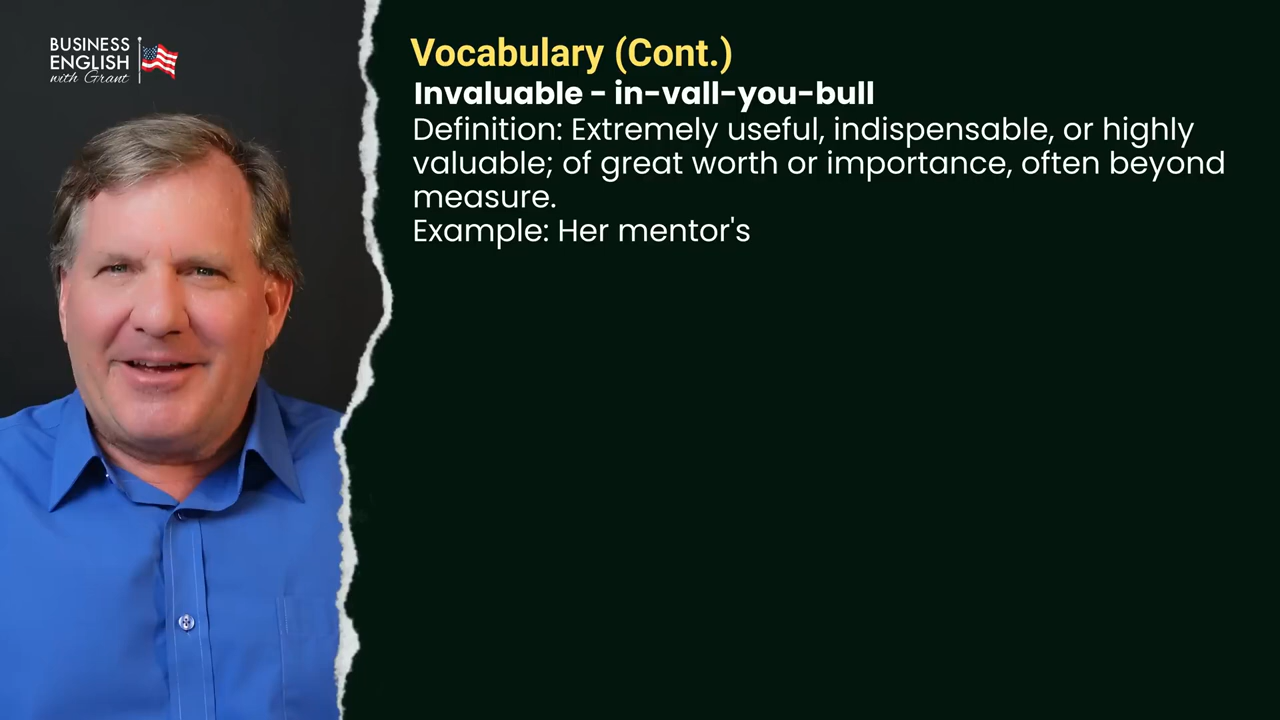 BUSINESS
ENGLISH
with Grant
Vocabulary (Cont.)
Invaluable - in-vall-you-bull
Definition: Extremely useful, indispensable, or highly
valuable; of great worth or importance, often beyond
measure.
Example: Her mentor's